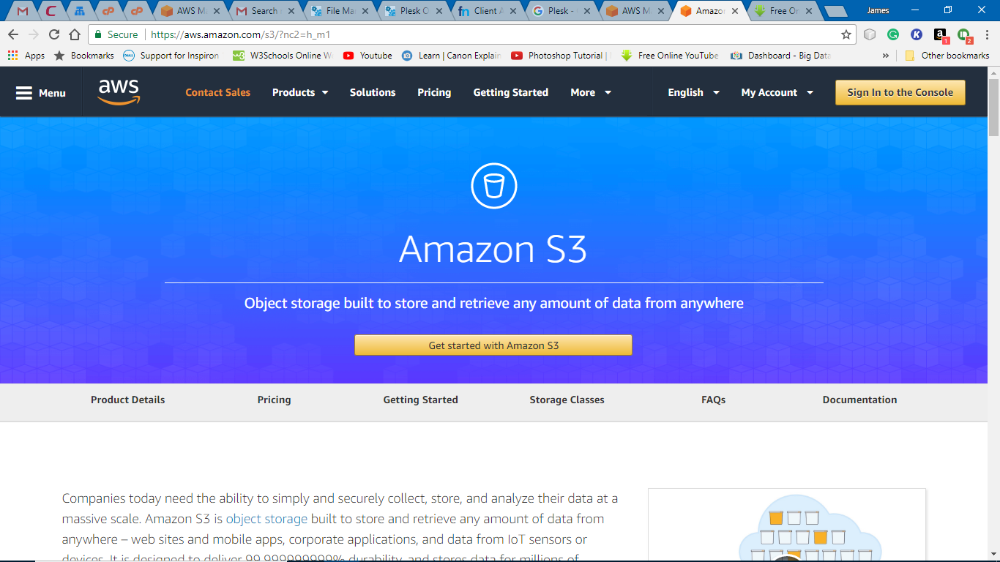 AWS Ma
Search
File Ma
Plesk O
Client A
Plesk -
AWS M
Amazo
Free On
James
Secure
https://aws.amazon.com/s3/?nc2=h_m1
1
2
Apps
Bookmarks
Support for Inspiron
W3Schools Online W
Youtube
Learn | Canon Explain
Photoshop Tutorial |
Free Online YouTube
Dashboard - Big Data
»
Other bookmarks
Menu
aws
Contact Sales
Products
Solutions
Pricing
Getting Started
More
English
My Account
Sign In to the Console
Amazon S3
Object storage built to store and retrieve any amount of data from anywhere
Get started with Amazon S3
Product Details
Pricing
Getting Started
Storage Classes
FAQs
Documentation
Companies today need the ability to simply and securely collect, store, and analyze their data at a
massive scale. Amazon S3 is object storage built to store and retrieve any amount of data from
anywhere – web sites and mobile apps, corporate applications, and data from IoT sensors or
devices. It is designed to deliver 99.999999999% durability, and stores data for millions of